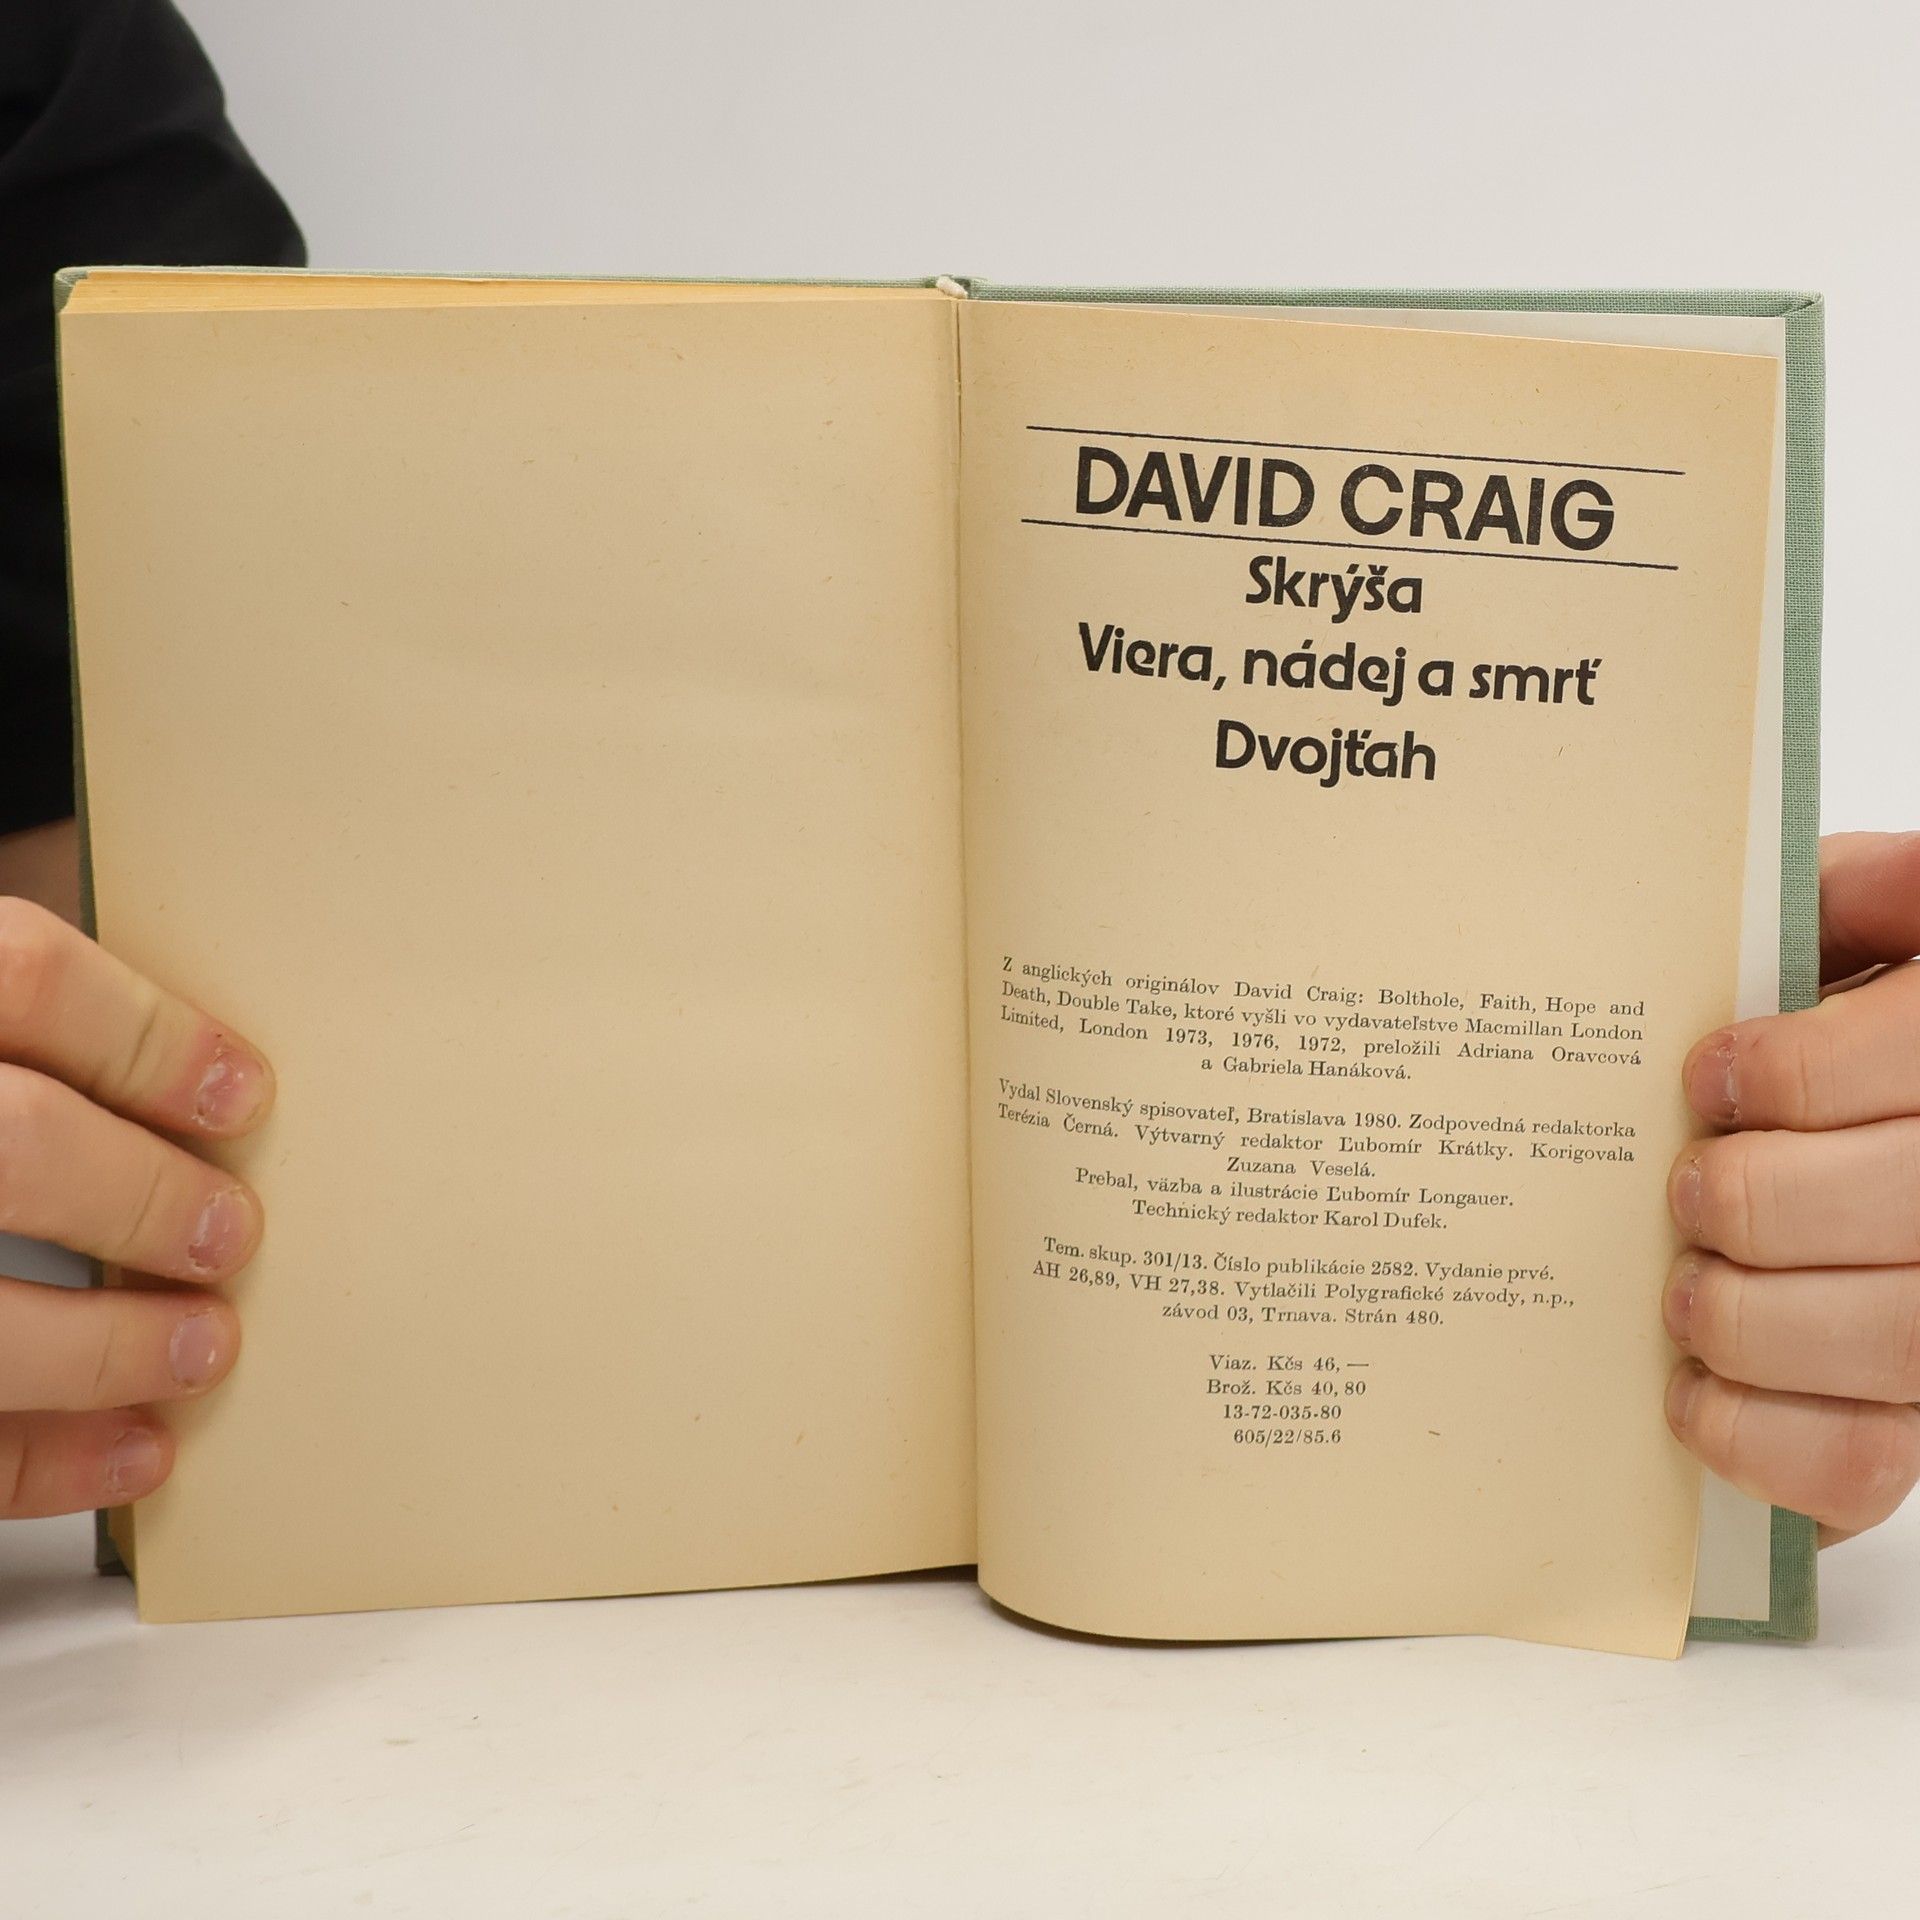 DAVID CRAIG
Skrýša
Viera, nádej a smrť
Dvojťah
Z anglických originálov David Craig: Bolthole, Faith, Hope and
Death, Double Take, ktoré vyšli vo vydavateľstve Macmillan London
Limited, London 1973, 1976, 1972, preložili Adriana Oravcová
a Gabriela Hanáková.
Vydal Slovenský spisovateľ, Bratislava 1980. Zodpovedná redaktorka
Terézia Černá. Výtvarný redaktor Ľubomír Krátky. Korigovala
Zuzana Veselá.
Prebal, väzba a ilustrácie Ľubomír Longauer.
Technický redaktor Karol Dufek.
Tem. skup. 301/13. Číslo publikácie 2582. Vydanie prvé.
AH 26,89, VH 27,38. Vytlačili Polygrafické závody, n.p.,
závod 03, Trnava. Strán 480.
Viaz. Kčs 46,—
Brož. Kčs 40,80
13-72-035-80
605/22/85.6